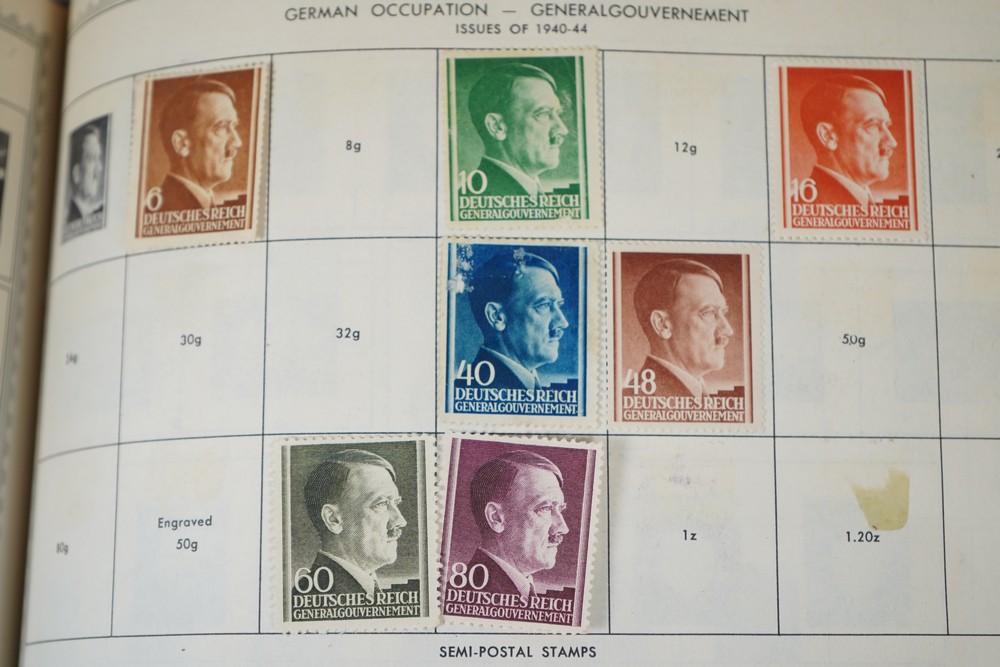 GERMAN OCCUPATION — GENERALGOUVERNEMENT
ISSUES OF 1940-44
6
DEUTSCHES REICH
GENERALGOUVERNEMENT
8g
10
DEUTSCHES REICH
GENERALGOUVERNEMENT
12g
16
DEUTSCHES REICH
GENERALGOUVERNEMENT
30g
32g
40
DEUTSCHES REICH
GENERALGOUVERNEMENT
48
DEUTSCHES REICH
GENERALGOUVERNEMENT
50g
80g
Engraved
50g
60
DEUTSCHES REICH
GENERALGOUVERNEMENT
80
DEUTSCHES REICH
GENERALGOUVERNEMENT
1z
1.20z
SEMI-POSTAL STAMPS